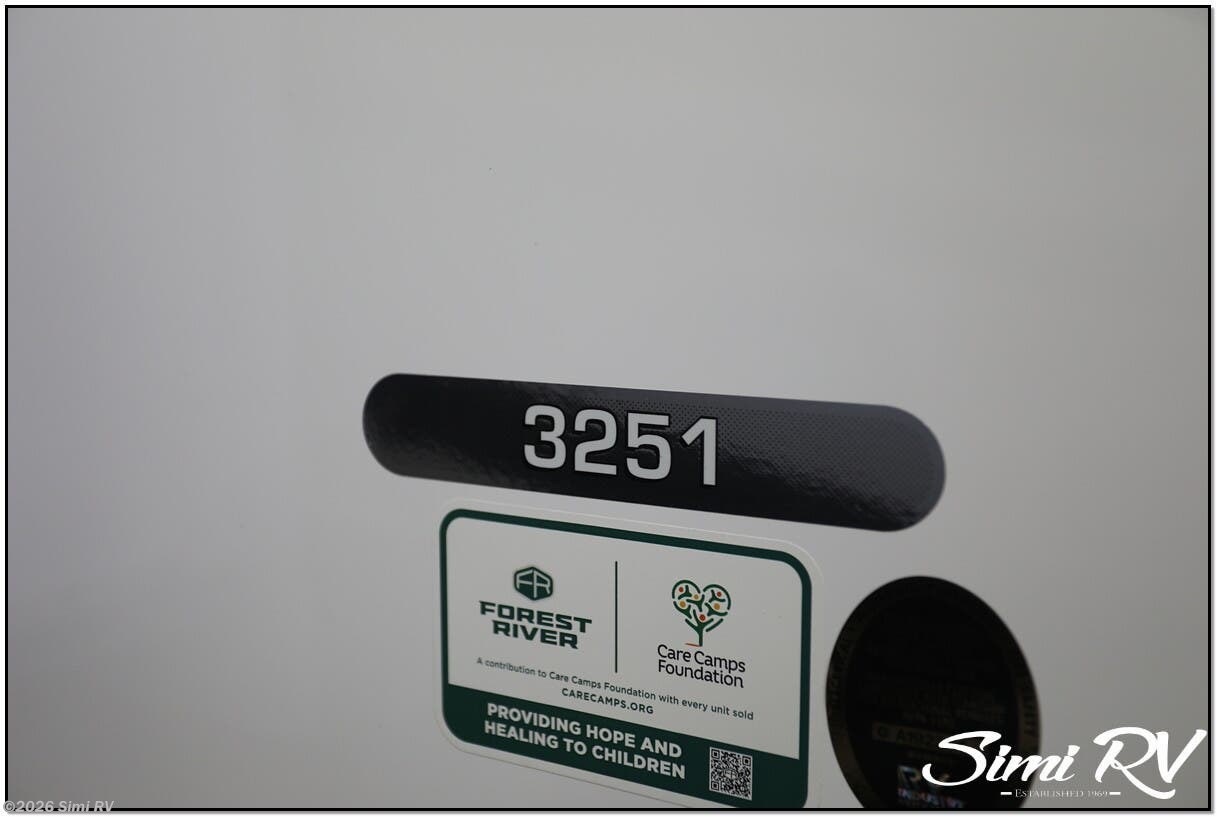 3251
FR
FOREST
RIVER
Care Camps
Foundation
A contribution to Care Camps Foundation with every unit sold
CARECAMPS.ORG
PROVIDING HOPE AND
HEALING TO CHILDREN
Simi RV
ESTABLISHED 1969
©2026 Simi RV